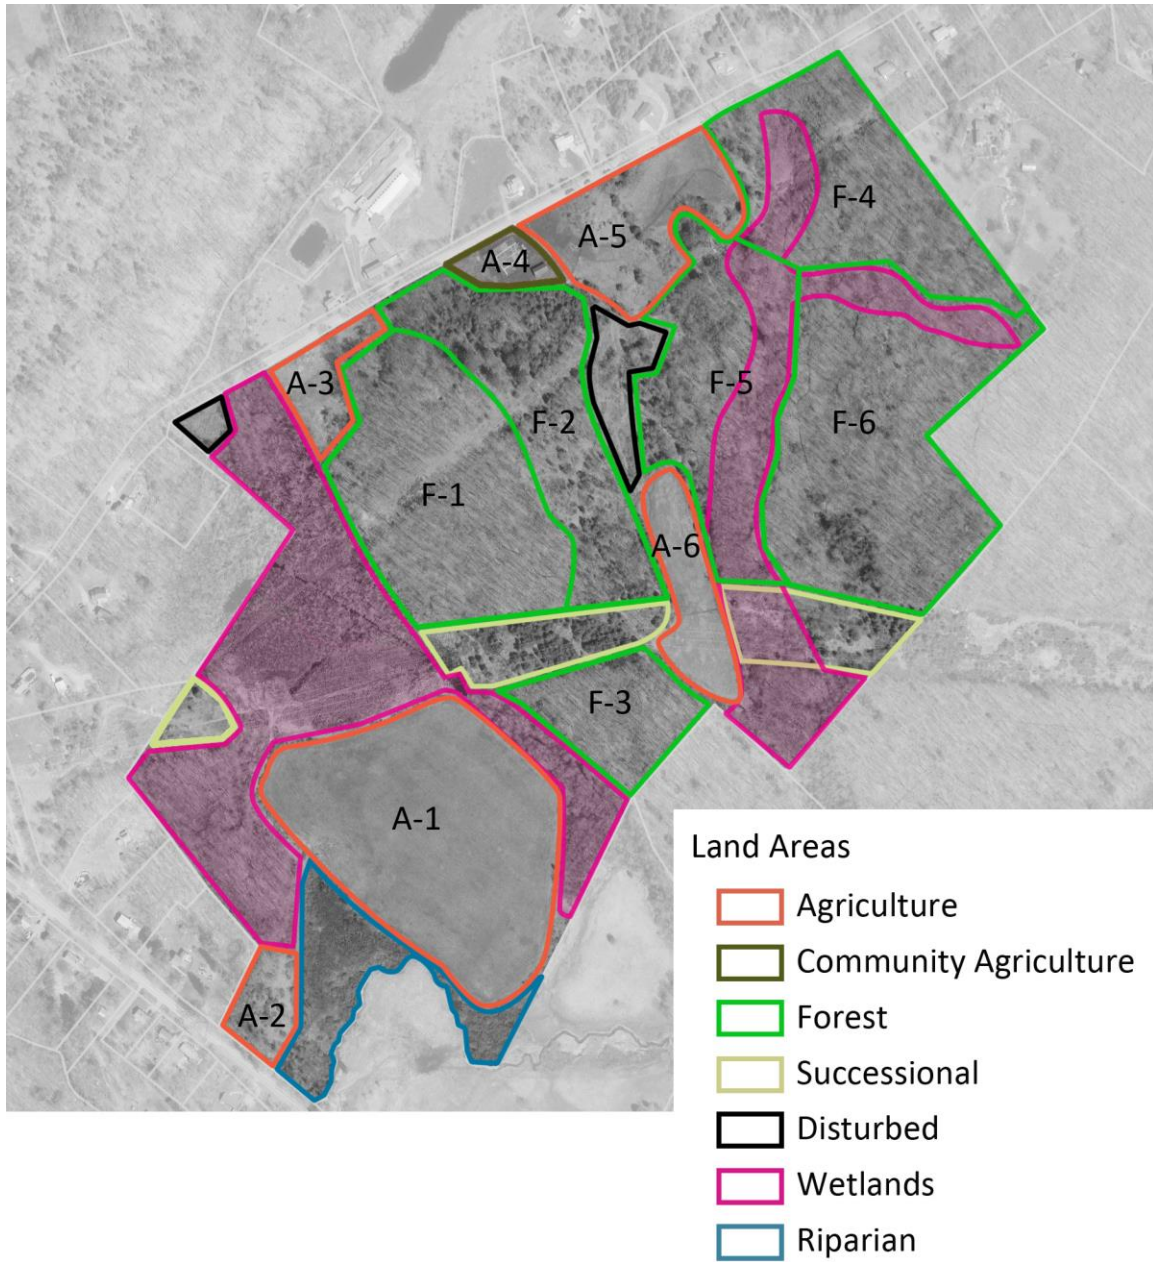 F-4
A-5
A-4
A-3
F-5
F-2
F-6
F-1
A-6
F-3
A-1
A-2
Land Areas
Agriculture
Community Agriculture
Forest
Successional
Disturbed
Wetlands
Riparian